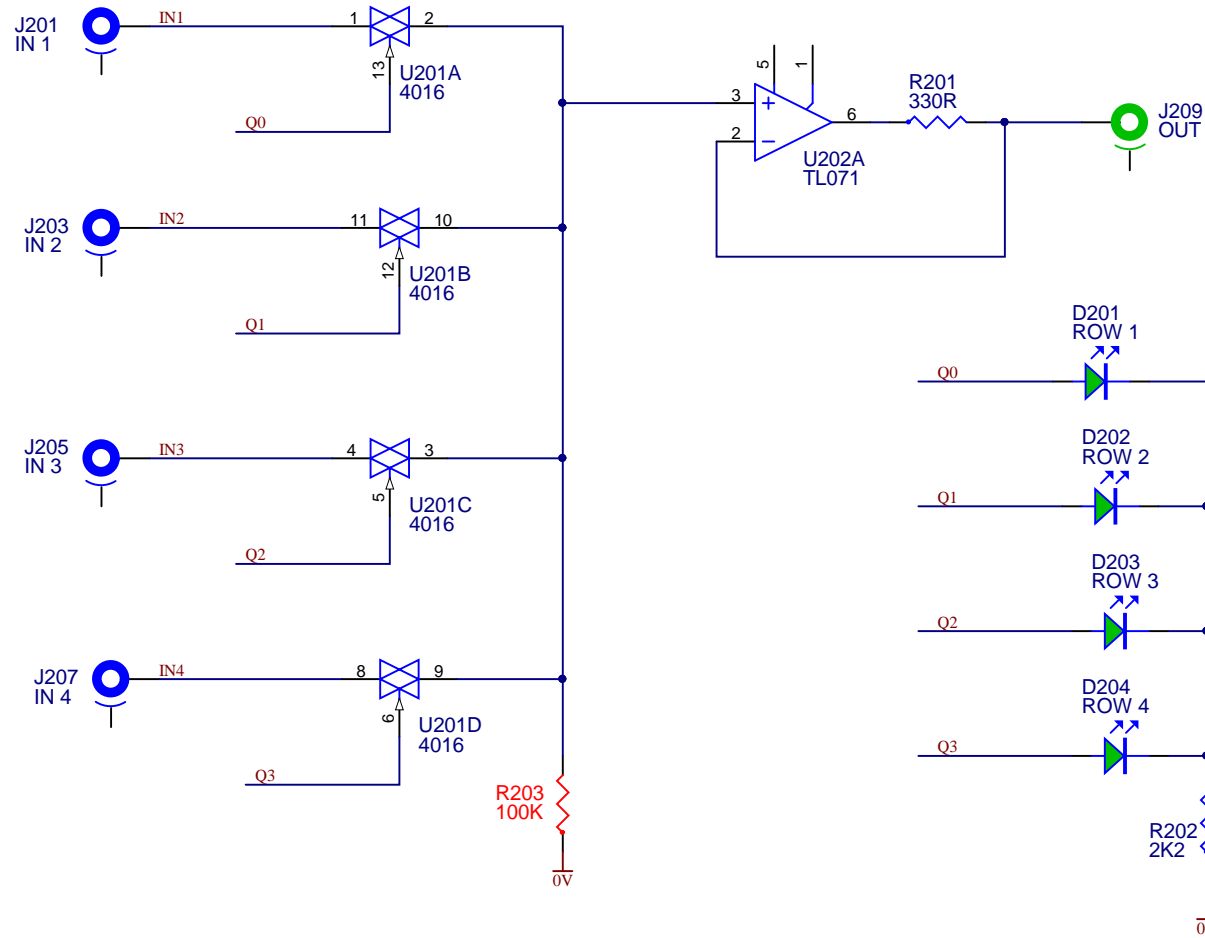 J201
IN 1
IN1
1
2
13
U201A
4016
Q0
J203
IN 2
IN2
11
10
12
U201B
4016
Q1
J205
IN 3
IN3
4
3
5
U201C
4016
Q2
J207
IN 4
IN4
8
9
6
U201D
4016
Q3
R203
100K
0V
5
1
3
+
2
−
6
U202A
TL071
R201
330R
J209
OUT
D201
ROW 1
Q0
D202
ROW 2
Q1
D203
ROW 3
Q2
D204
ROW 4
Q3
R202
2K2
0